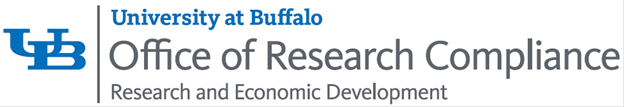 UB
University at Buffalo
Office of Research Compliance
Research and Economic Development